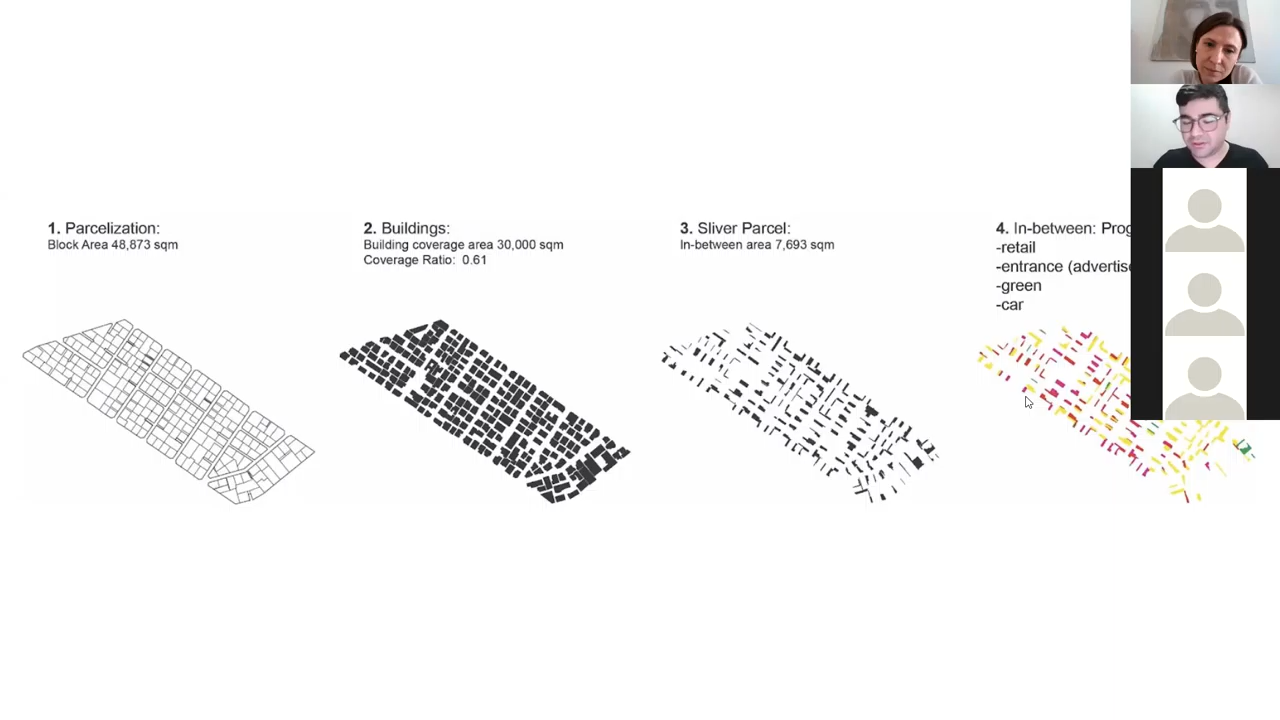 1. Parcelization:
Block Area 48,873 sqm
2. Buildings:
Building coverage area 30,000 sqm
Coverage Ratio: 0.61
3. Sliver Parcel:
In-between area 7,693 sqm
4. In-between: Prog
-retail
-entrance (advertise
-green
-car